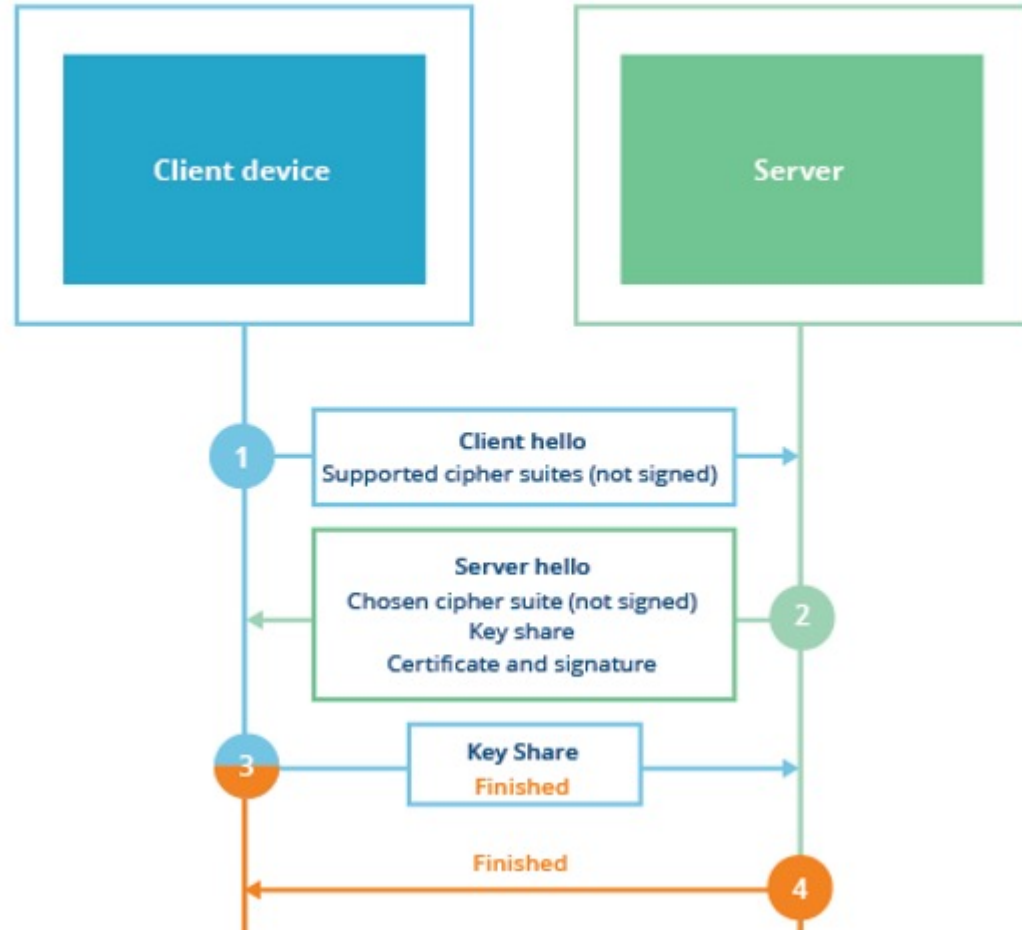 Client device
Server
1
Client hello
Supported cipher suites (not signed)
Server hello
Chosen cipher suite (not signed)
Key share
Certificate and signature
2
3
Key Share
Finished
Finished
4